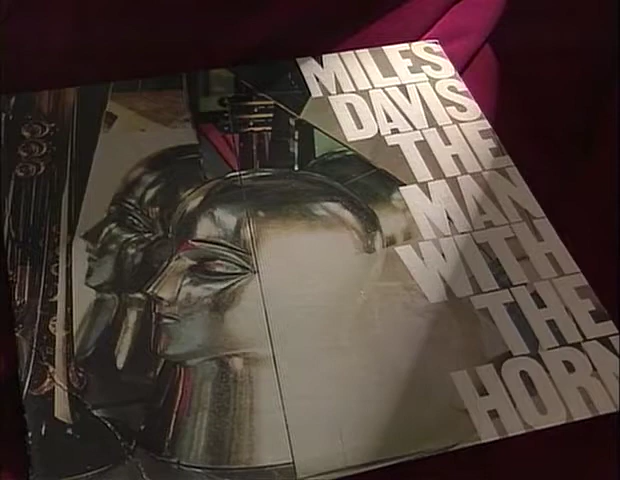 MILES
DAVIS
THE
MAN
WITH
THE
HORN